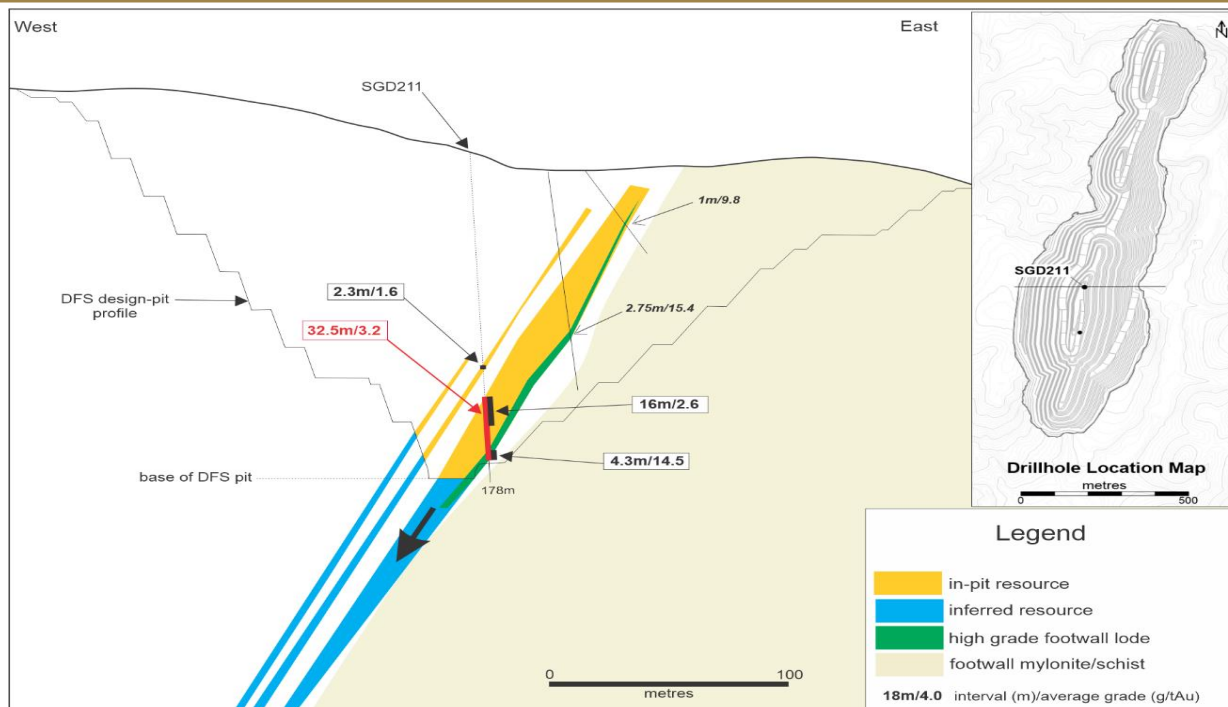 West
East
N
SGD211
1m/9.8
2.3m/1.6
DFS design-pit
profile
2.75m/15.4
32.5m/3.2
16m/2.6
4.3m/14.5
base of DFS pit
178m
0 100
metres
SGD211
Drillhole Location Map
metres
0 500
Legend
in-pit resource
inferred resource
high grade footwall lode
footwall mylonite/schist
18m/4.0 interval (m)/average grade (g/tAu)